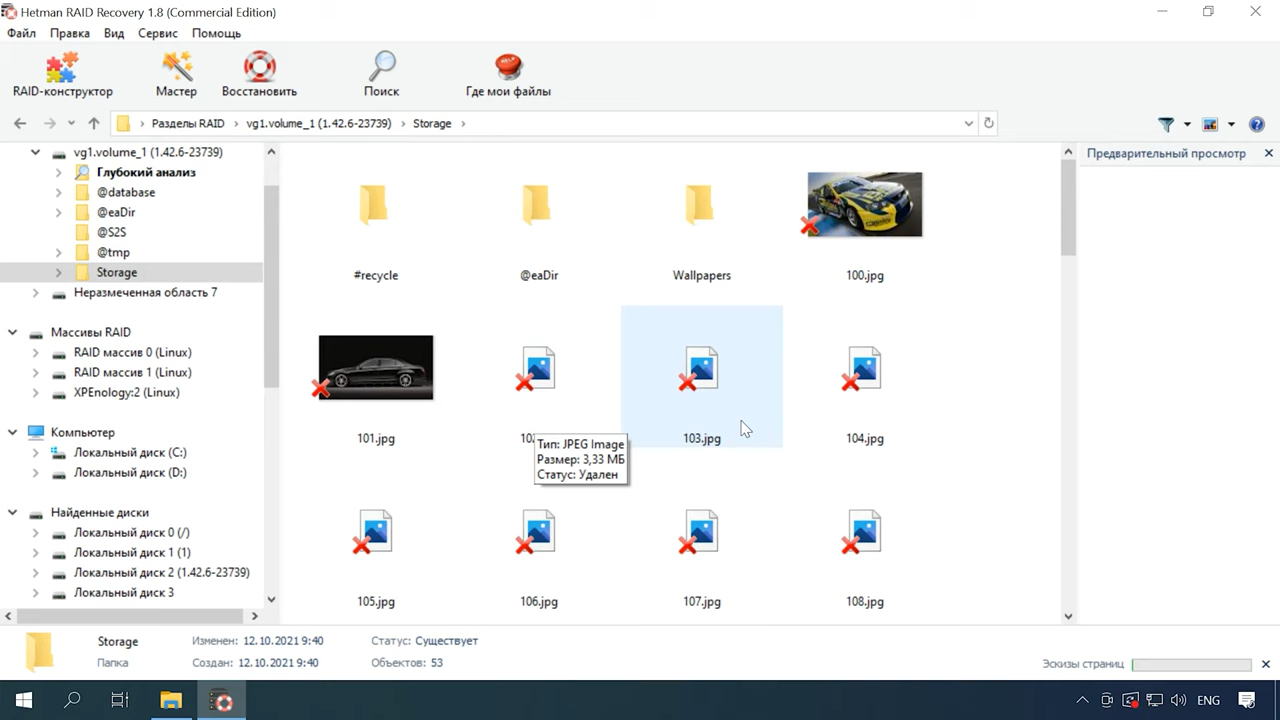 Hetman RAID Recovery 1.8 (Commercial Edition)
Файл Правка Вид Сервис Помощь
RAID-конструктор Мастер Восстановить Поиск Где мои файлы
HELP
Разделы RAID vg1.volume_1 (1.42.6-23739) Storage
vg1.volume_1 (1.42.6-23739)
Глубокий анализ
@database
@eaDir
@S2S
@tmp
Storage
Неразмеченная область 7
Массивы RAID
RAID массив 0 (Linux)
RAID массив 1 (Linux)
XPEnology:2 (Linux)
Компьютер
Локальный диск (C:)
Локальный диск (D:)
Найденные диски
Локальный диск 0 (/)
Локальный диск 1 (1)
Локальный диск 2 (1.42.6-23739)
Локальный диск 3
#recycle @eaDir Wallpapers 100.jpg
101.jpg 103.jpg 104.jpg
Тип: JPEG Image
Размер: 3,33 МБ
Статус: Удален
105.jpg 106.jpg 107.jpg 108.jpg
Предварительный просмотр
Storage Изменен: 12.10.2021 9:40 Статус: Существует
Папка Создан: 12.10.2021 9:40 Объектов: 53
Эскизы страниц
ENG